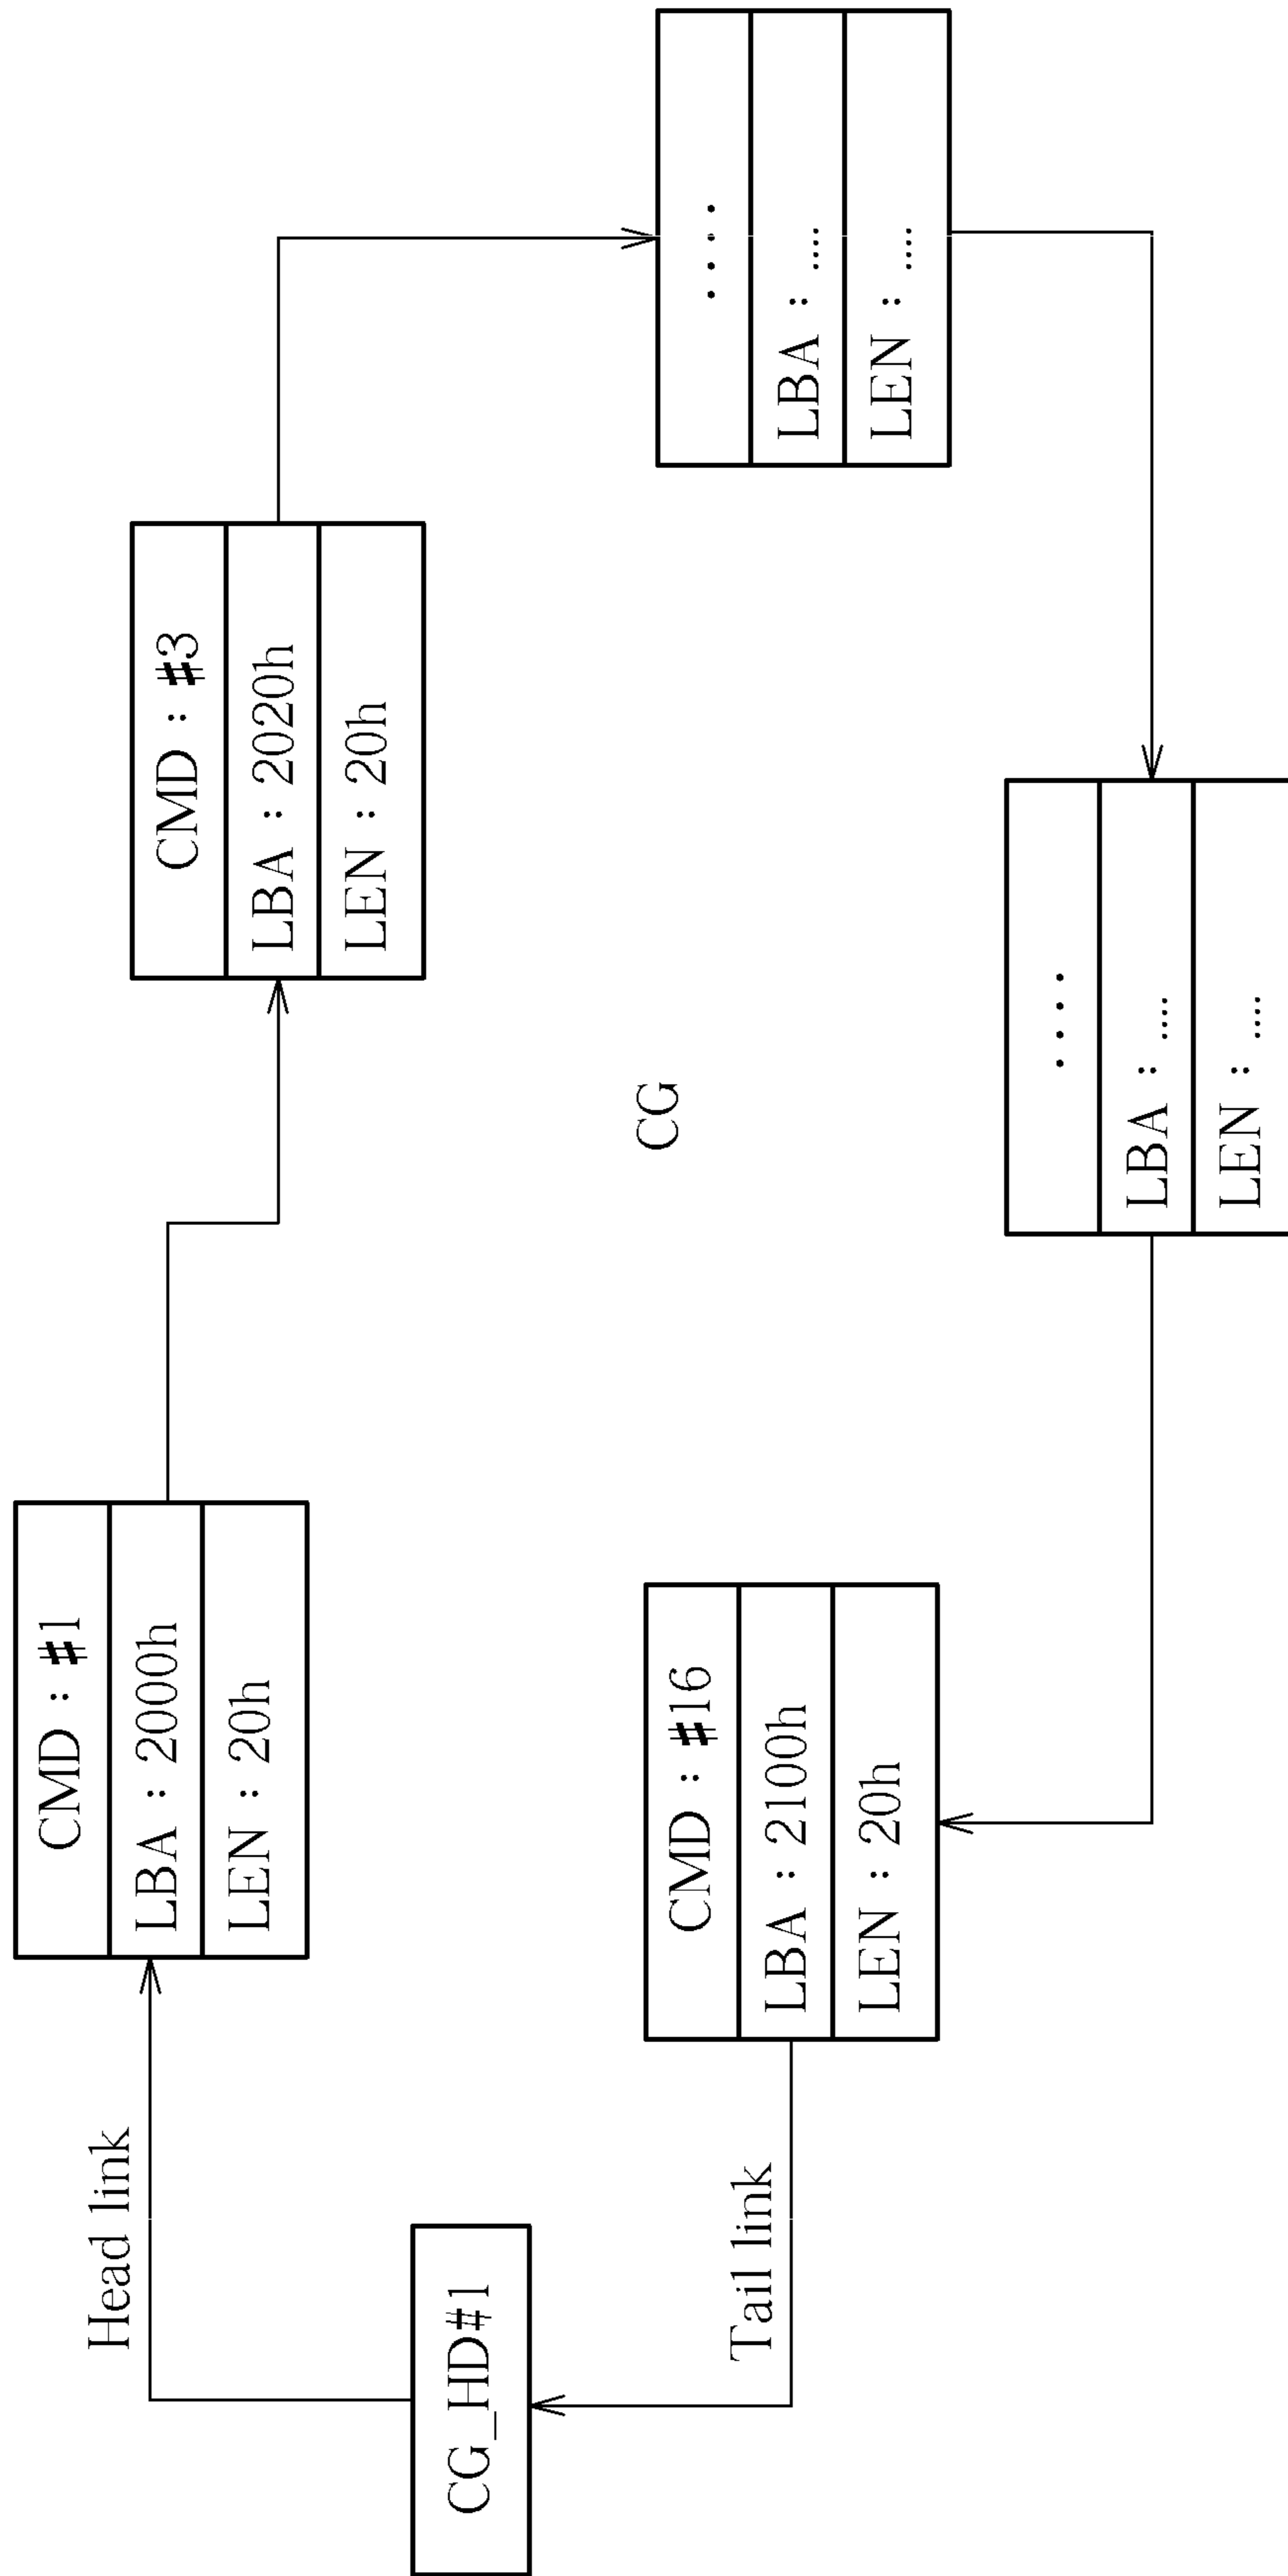 CG_HD#1
Head link
CMD : #1
LBA : 2000h
LEN : 20h
CMD : #3
LBA : 2020h
LEN : 20h
. . . .
LBA : ....
LEN : ....
. . . .
LBA : ....
LEN : ....
CMD : #16
LBA : 2100h
LEN : 20h
Tail link
CG